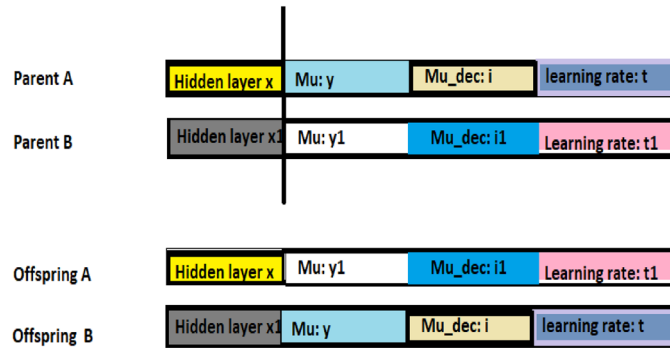 Parent A Hidden layer x Mu: y Mu_dec: i learning rate: t
Parent B Hidden layer x1 Mu: y1 Mu_dec: i1 Learning rate: t1
Offspring A Hidden layer x Mu: y1 Mu_dec: i1 Learning rate: t1
Offspring B Hidden layer x1 Mu: y Mu_dec: i learning rate: t